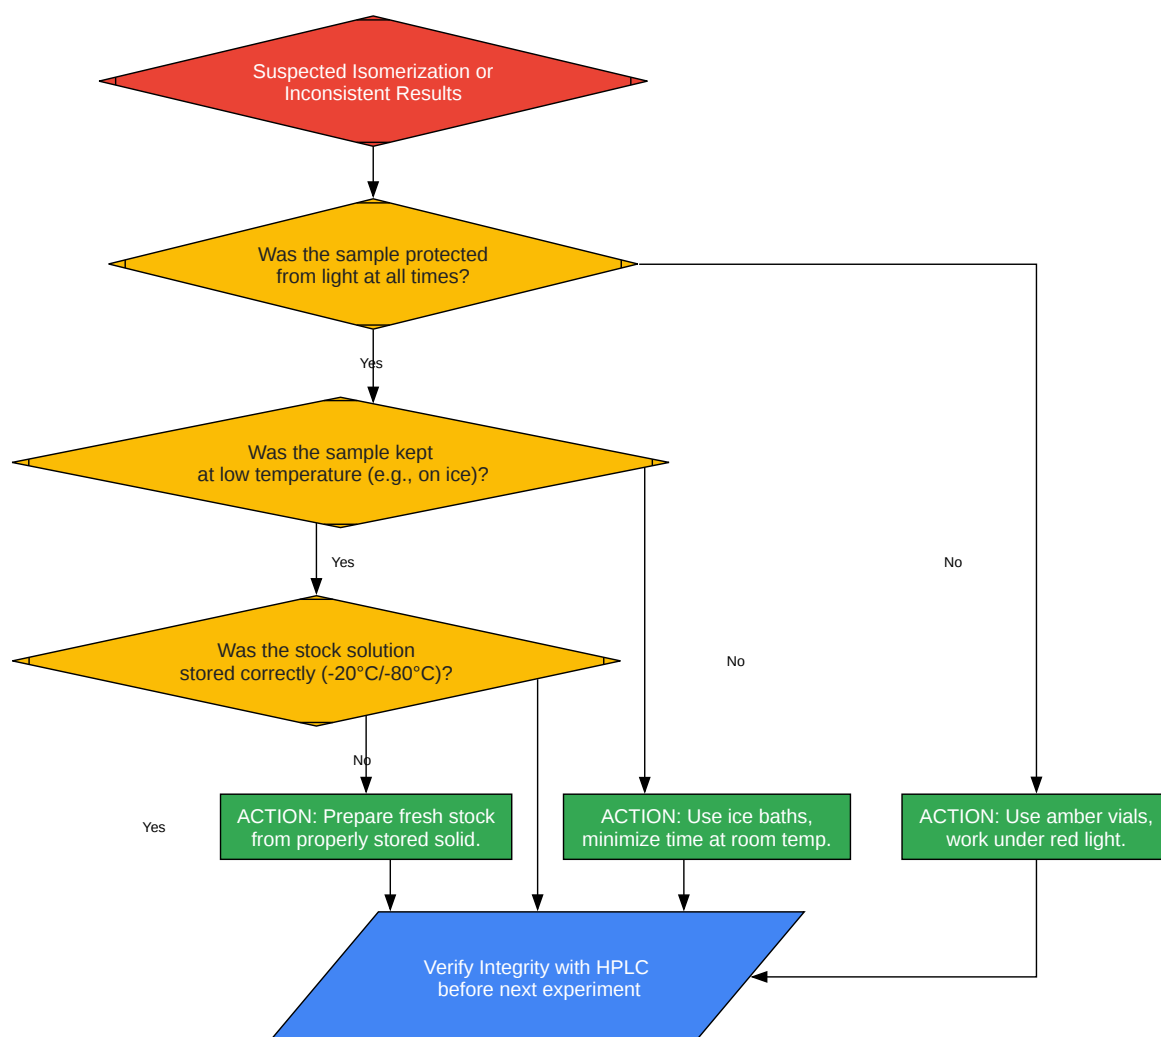 Suspected Isomerization or
Inconsistent Results
Was the sample protected
from light at all times?
Yes
Was the sample kept
at low temperature (e.g., on ice)?
Yes
No
Was the stock solution
stored correctly (-20°C/-80°C)?
No
No
Yes
ACTION: Prepare fresh stock
from properly stored solid.
ACTION: Use ice baths,
minimize time at room temp.
ACTION: Use amber vials,
work under red light.
Verify Integrity with HPLC
before next experiment